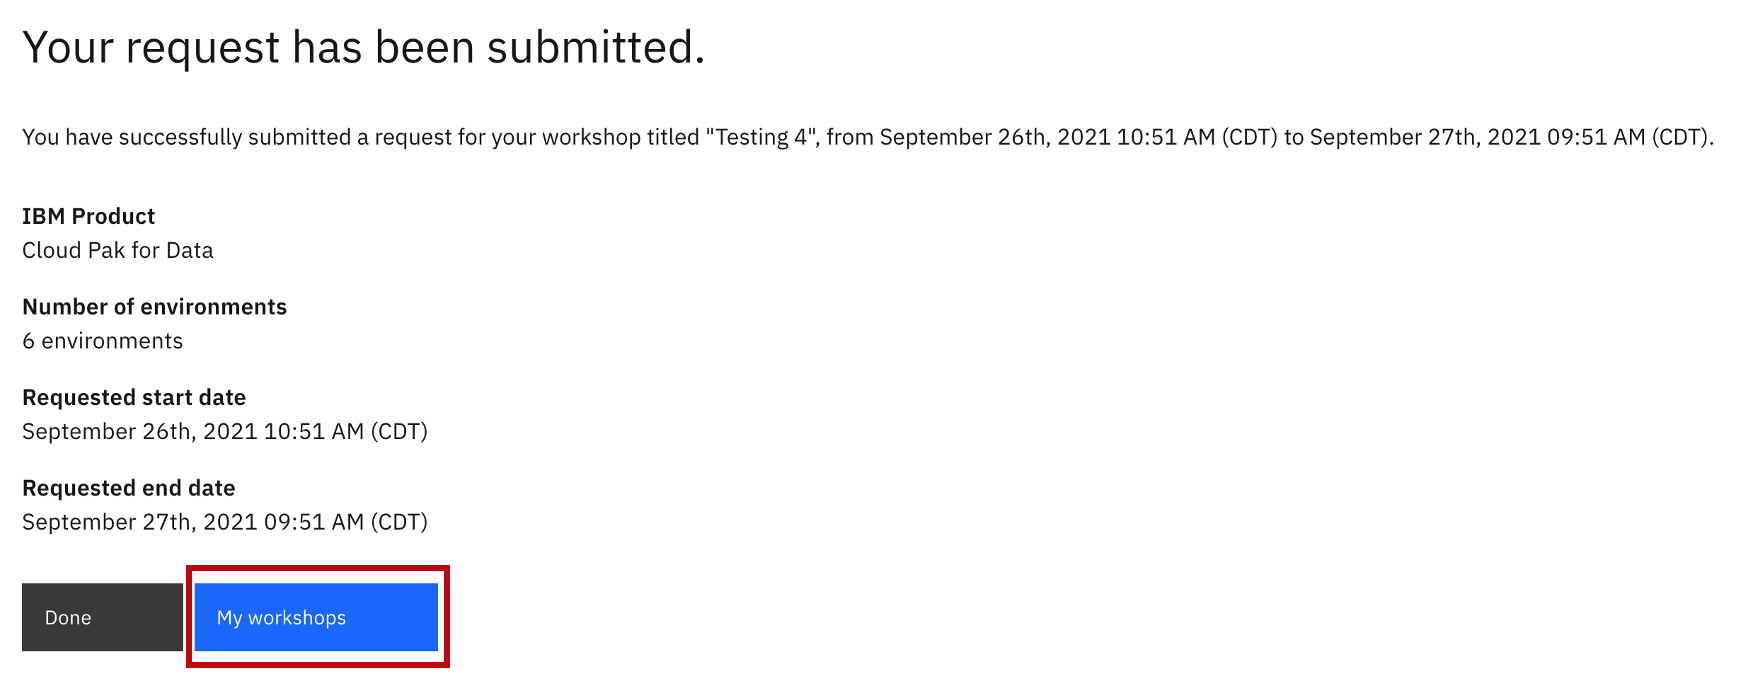 Your request has been submitted.
You have successfully submitted a request for your workshop titled "Testing 4", from September 26th, 2021 10:51 AM (CDT) to September 27th, 2021 09:51 AM (CDT).
IBM Product
Cloud Pak for Data
Number of environments
6 environments
Requested start date
September 26th, 2021 10:51 AM (CDT)
Requested end date
September 27th, 2021 09:51 AM (CDT)
Done
My workshops